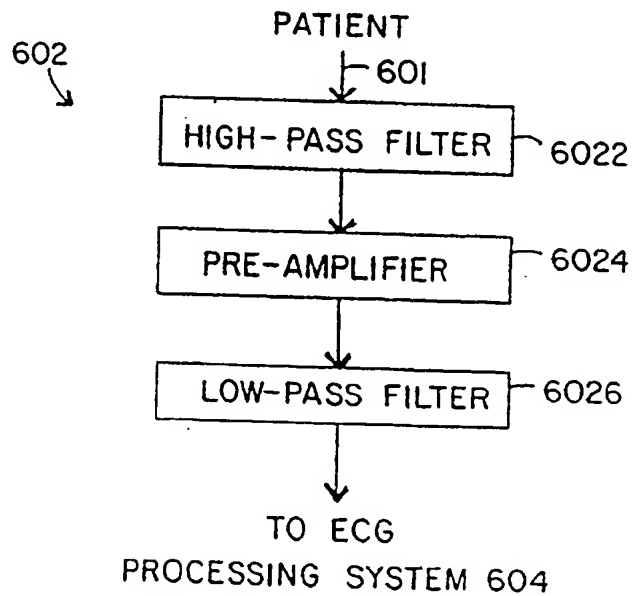 PATIENT
602
601
HIGH-PASS FILTER
6022
PRE-AMPLIFIER
6024
LOW-PASS FILTER
6026
TO ECG
PROCESSING SYSTEM 604